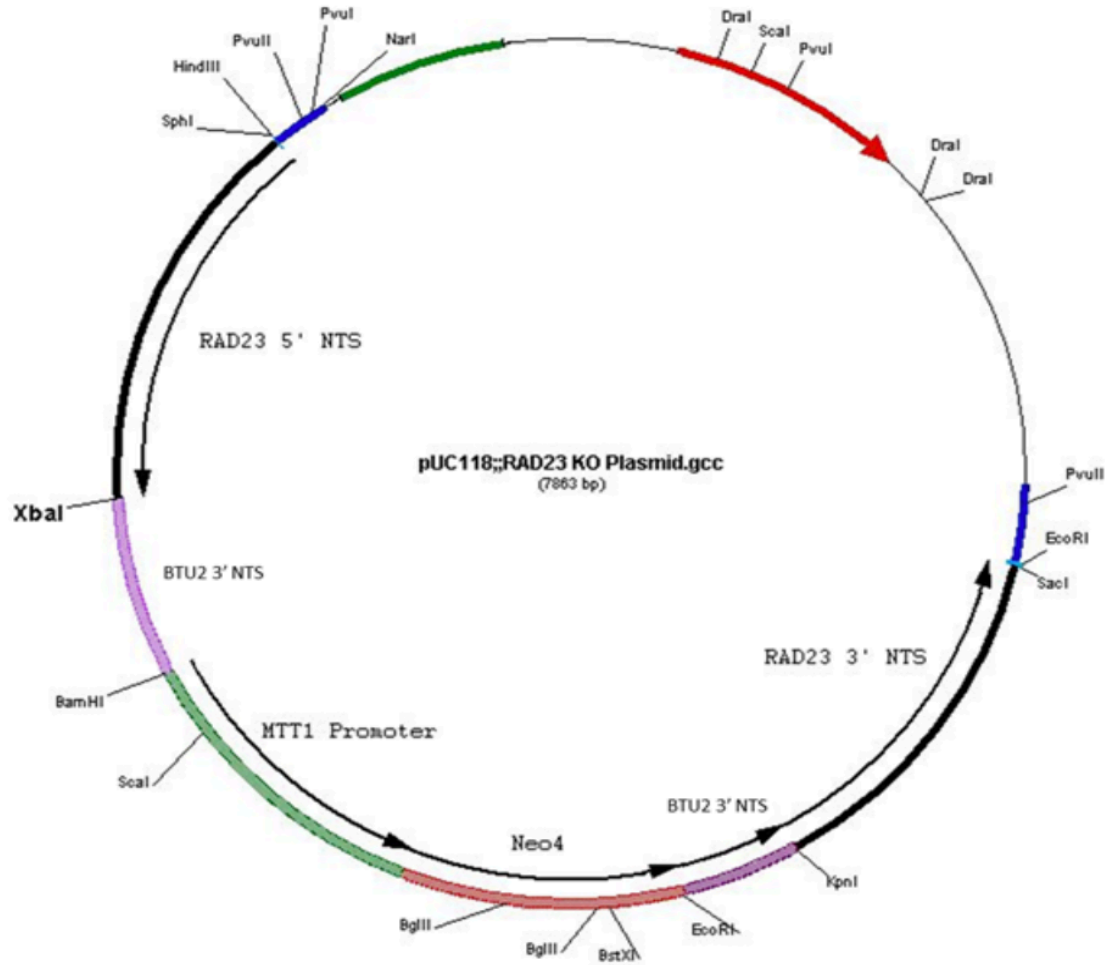 PvuI
PvuII
NarI
HindIII
SphI
DraI
ScaI
PvuI
DraI
DraI
RAD23 5' NTS
pUC118;;RAD23 KO Plasmid.gcc
(7863 bp)
PvuII
XbaI
EcoRI
SacI
BTU2 3' NTS
RAD23 3' NTS
BamHI
MTT1 Promoter
ScaI
BTU2 3' NTS
Neo4
KpnI
BglII
EcoRI
BglII
BstXI